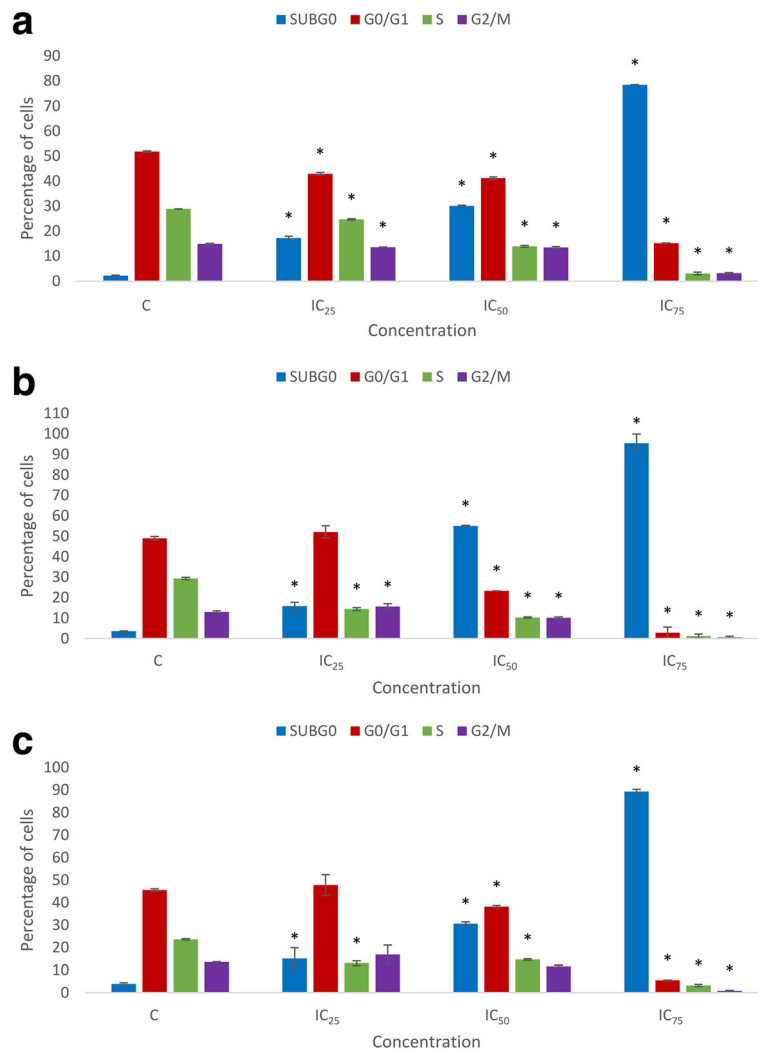 a
SUBG0 G0/G1 S G2/M
Percentage of cells
90
80
70
60
50
40
30
20
10
0
* * * * * * * * * * * *
C IC₂₅ IC₅₀ IC₇₅
Concentration
b
SUBG0 G0/G1 S G2/M
Percentage of cells
110
100
90
80
70
60
50
40
30
20
10
0
* * * * * * * * * * *
C IC₂₅ IC₅₀ IC₇₅
Concentration
c
SUBG0 G0/G1 S G2/M
Percentage of cells
100
90
80
70
60
50
40
30
20
10
0
* * * * * * * * *
C IC₂₅ IC₅₀ IC₇₅
Concentration